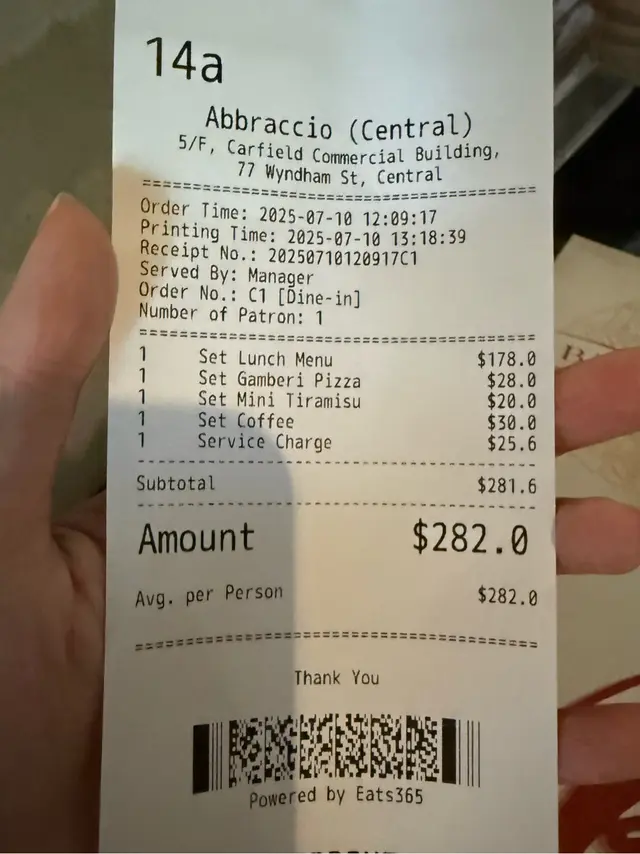 14a
Abbraccio (Central)
5/F, Carfield Commercial Building,
77 Wyndham St, Central
Order Time: 2025-07-10 12:09:17
Printing Time: 2025-07-10 13:18:39
Receipt No.: 20250710120917C1
Served By: Manager
Order No.: C1 [Dine-in]
Number of Patron: 1
1 Set Lunch Menu $178.0
1 Set Gamberi Pizza $28.0
1 Set Mini Tiramisu $20.0
1 Set Coffee $30.0
1 Service Charge $25.6
Subtotal $281.6
Amount $282.0
Avg. per Person $282.0
Thank You
Powered by Eats365